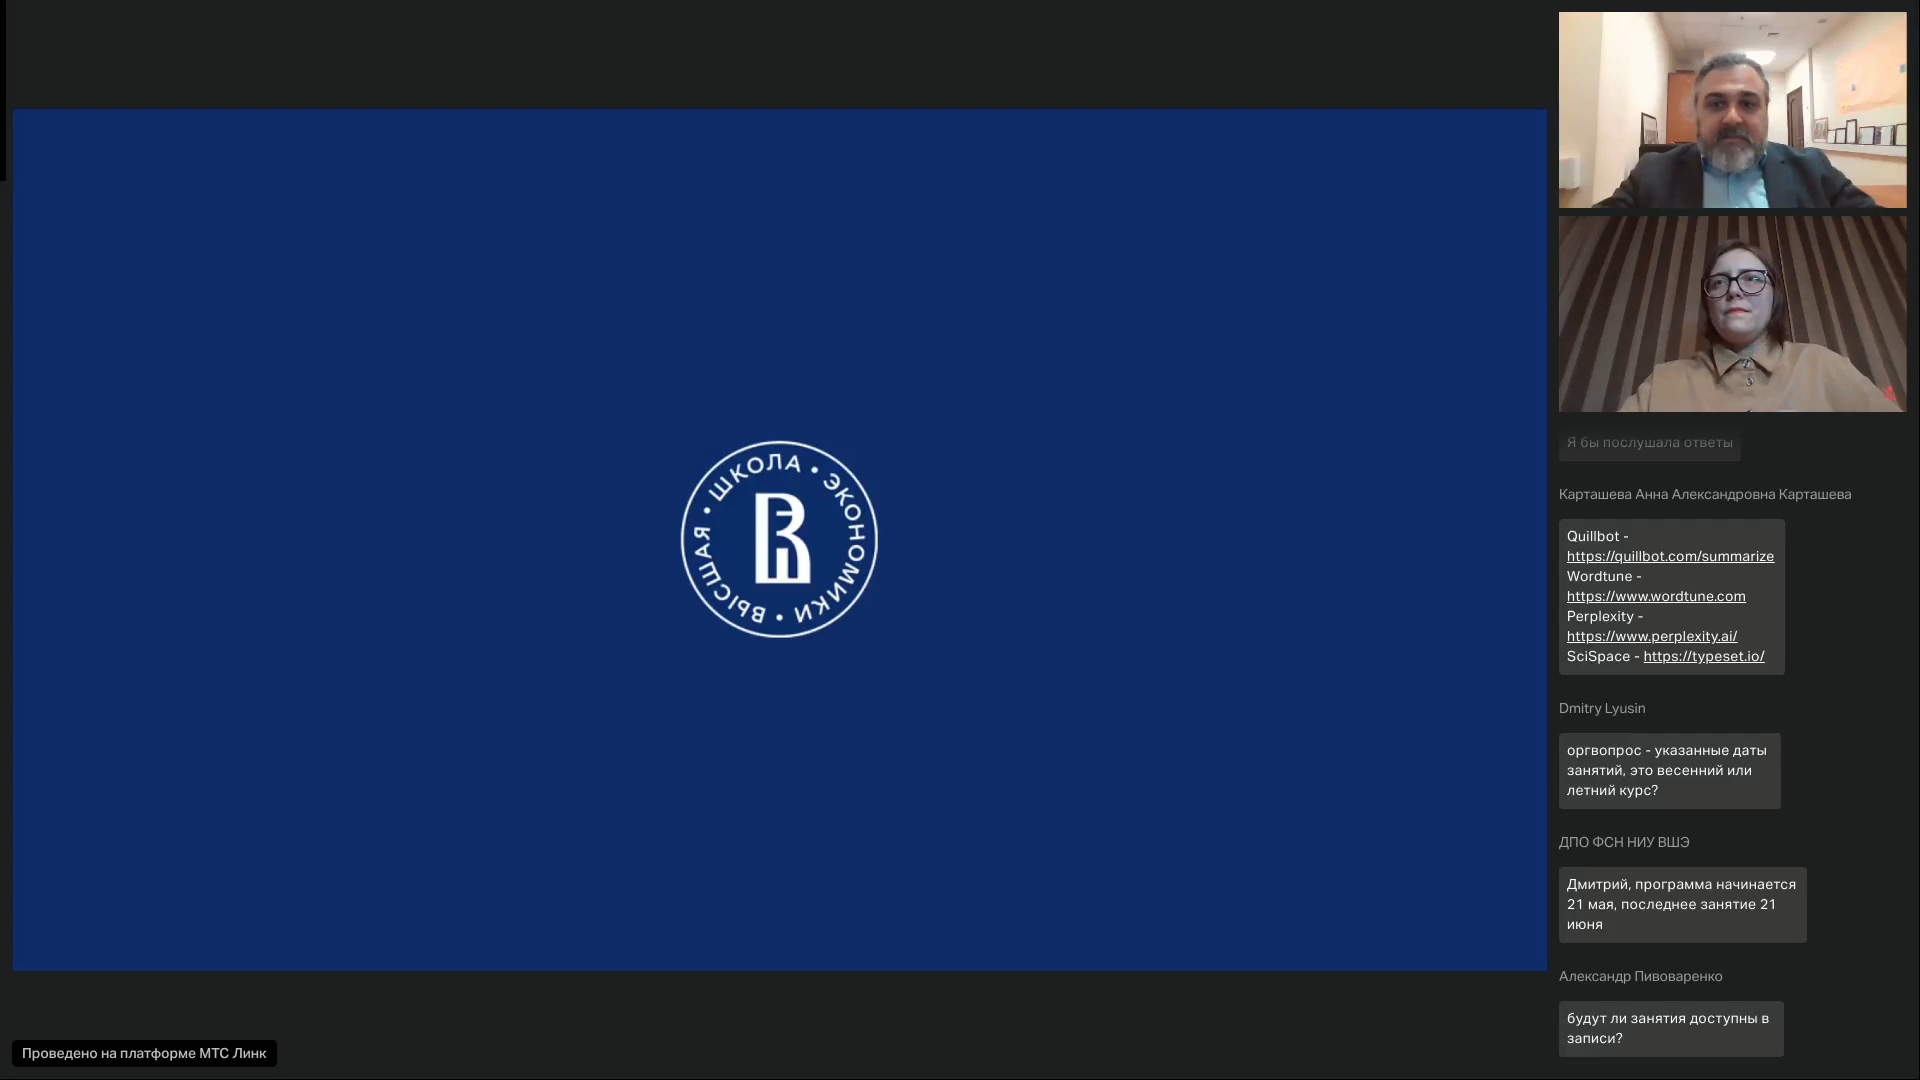 ВЫСШАЯ • ШКОЛА • ЭКОНОМИКИ •
Я бы послушала ответы
Карташева Анна Александровна Карташева
Quillbot -
https://quillbot.com/summarize
Wordtune -
https://www.wordtune.com
Perplexity -
https://www.perplexity.ai/
SciSpace - https://typeset.io/
Dmitry Lyusin
оргвопрос - указанные даты
занятий, это весенний или
летний курс?
ДПО ФСН НИУ ВШЭ
Дмитрий, программа начинается
21 мая, последнее занятие 21
июня
Александр Пивоваренко
будут ли занятия доступны в
записи?
Проведено на платформе МТС Линк